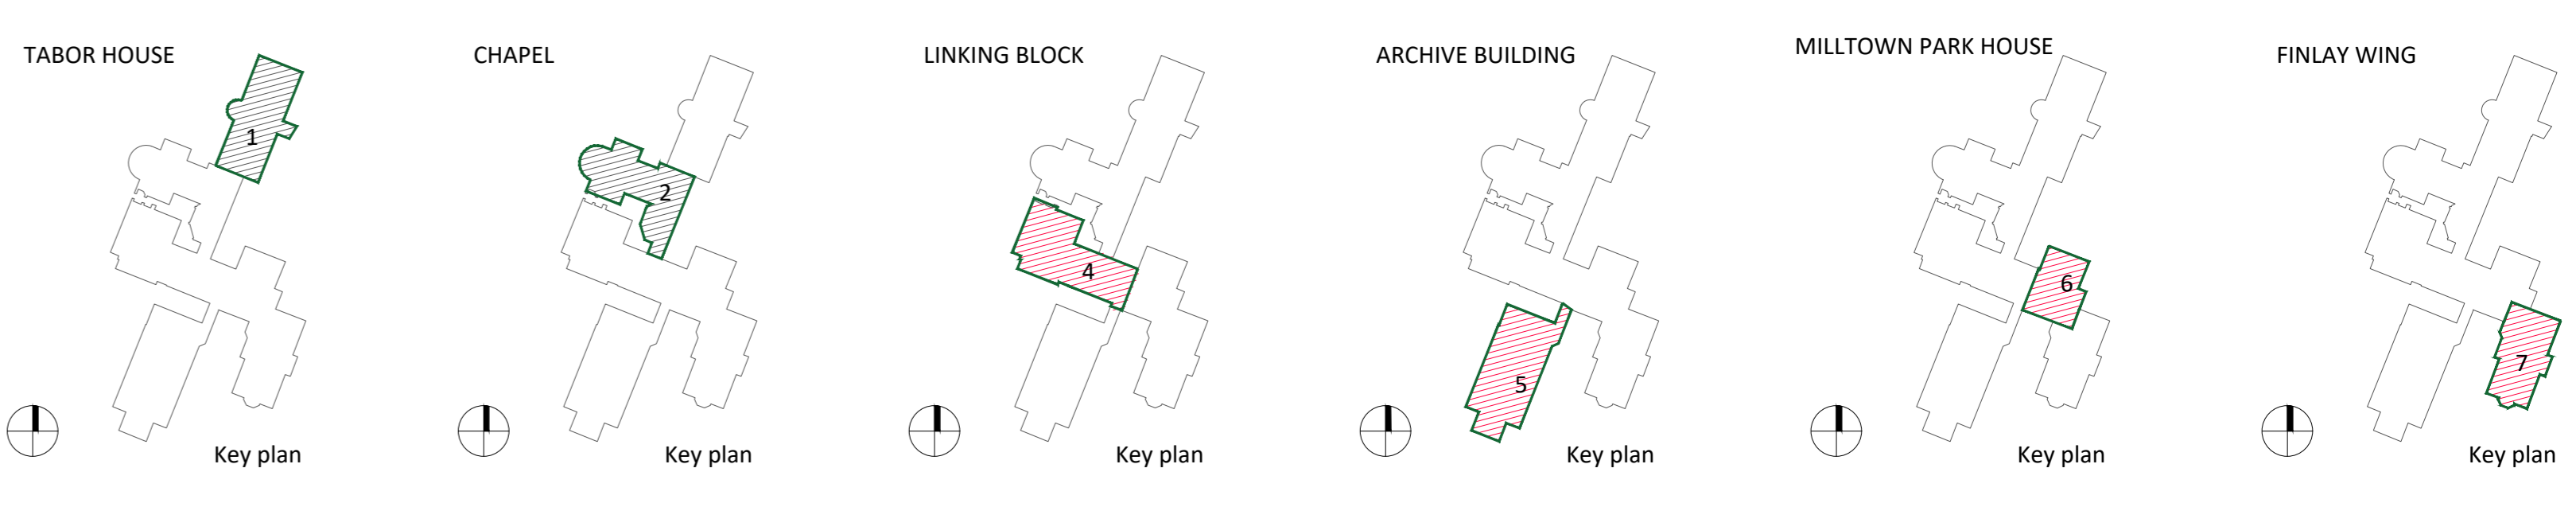 TABOR HOUSE
1
Key plan
CHAPEL
2
Key plan
LINKING BLOCK
4
Key plan
ARCHIVE BUILDING
5
Key plan
MILLTOWN PARK HOUSE
6
Key plan
FINLAY WING
7
Key plan